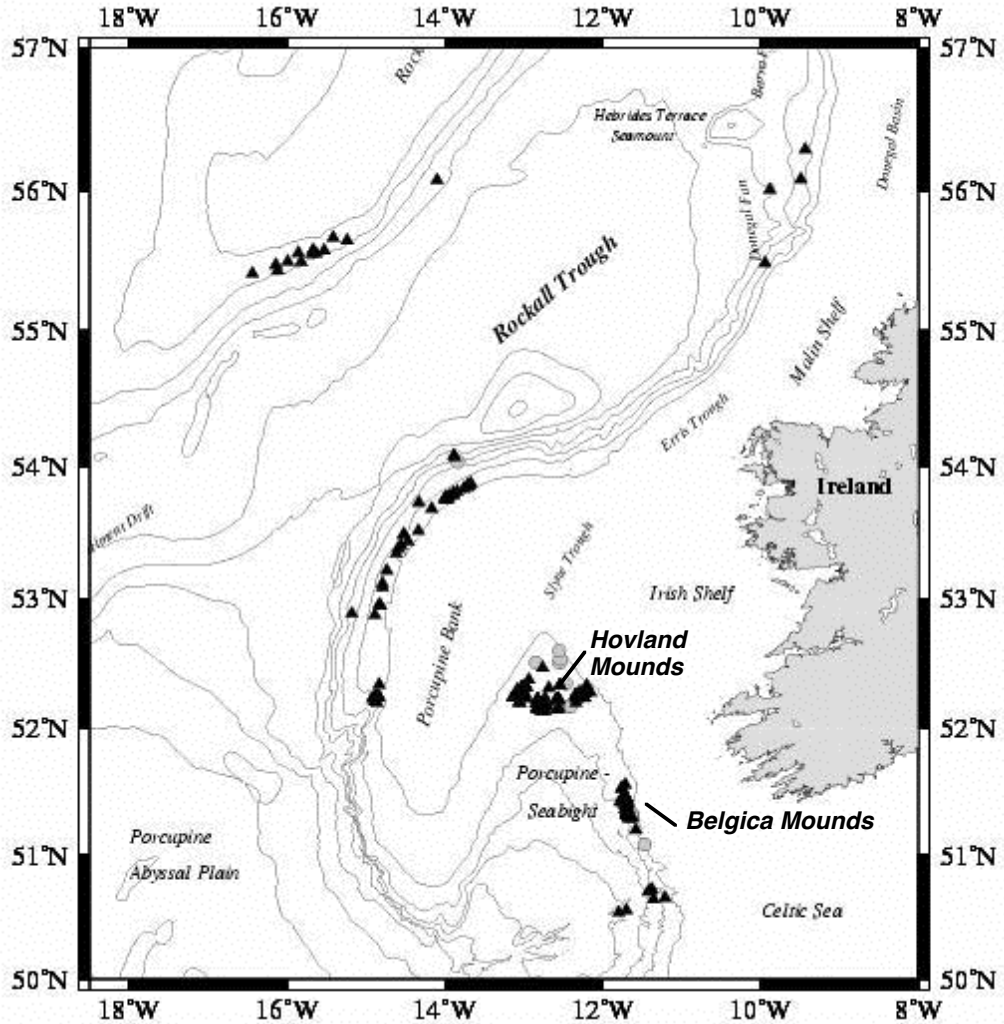 18°W 16°W 14°W 12°W 10°W 8°W
57°N 57°N
Hebrides Terrace
Seamount
Donegal Basin
56°N 56°N
Donegal Fan
Rockall Trough
55°N 55°N
Malin Shelf
Erris Trough
54°N 54°N
Ireland
Slyne Trough
53°N 53°N
Irish Shelf
Porcupine Bank
Hovland
Mounds
52°N 52°N
Porcupine -
Seabight
Belgica Mounds
Porcupine
Abyssal Plain
51°N 51°N
Celtic Sea
50°N 50°N
18°W 16°W 14°W 12°W 10°W 8°W